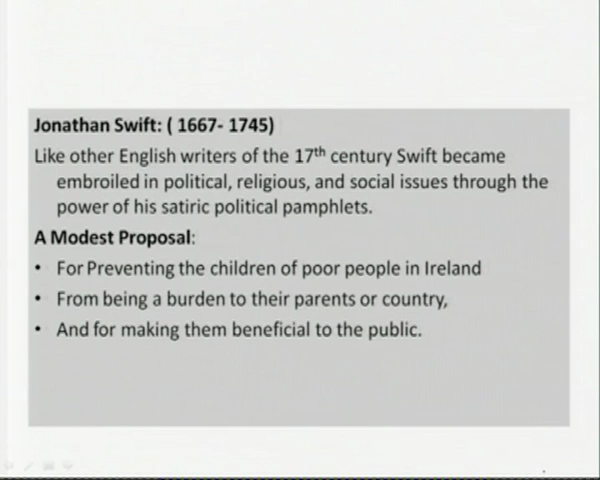 Jonathan Swift: ( 1667- 1745)
Like other English writers of the 17th century Swift became
embroiled in political, religious, and social issues through the
power of his satiric political pamphlets.
A Modest Proposal:
• For Preventing the children of poor people in Ireland
• From being a burden to their parents or country,
• And for making them beneficial to the public.